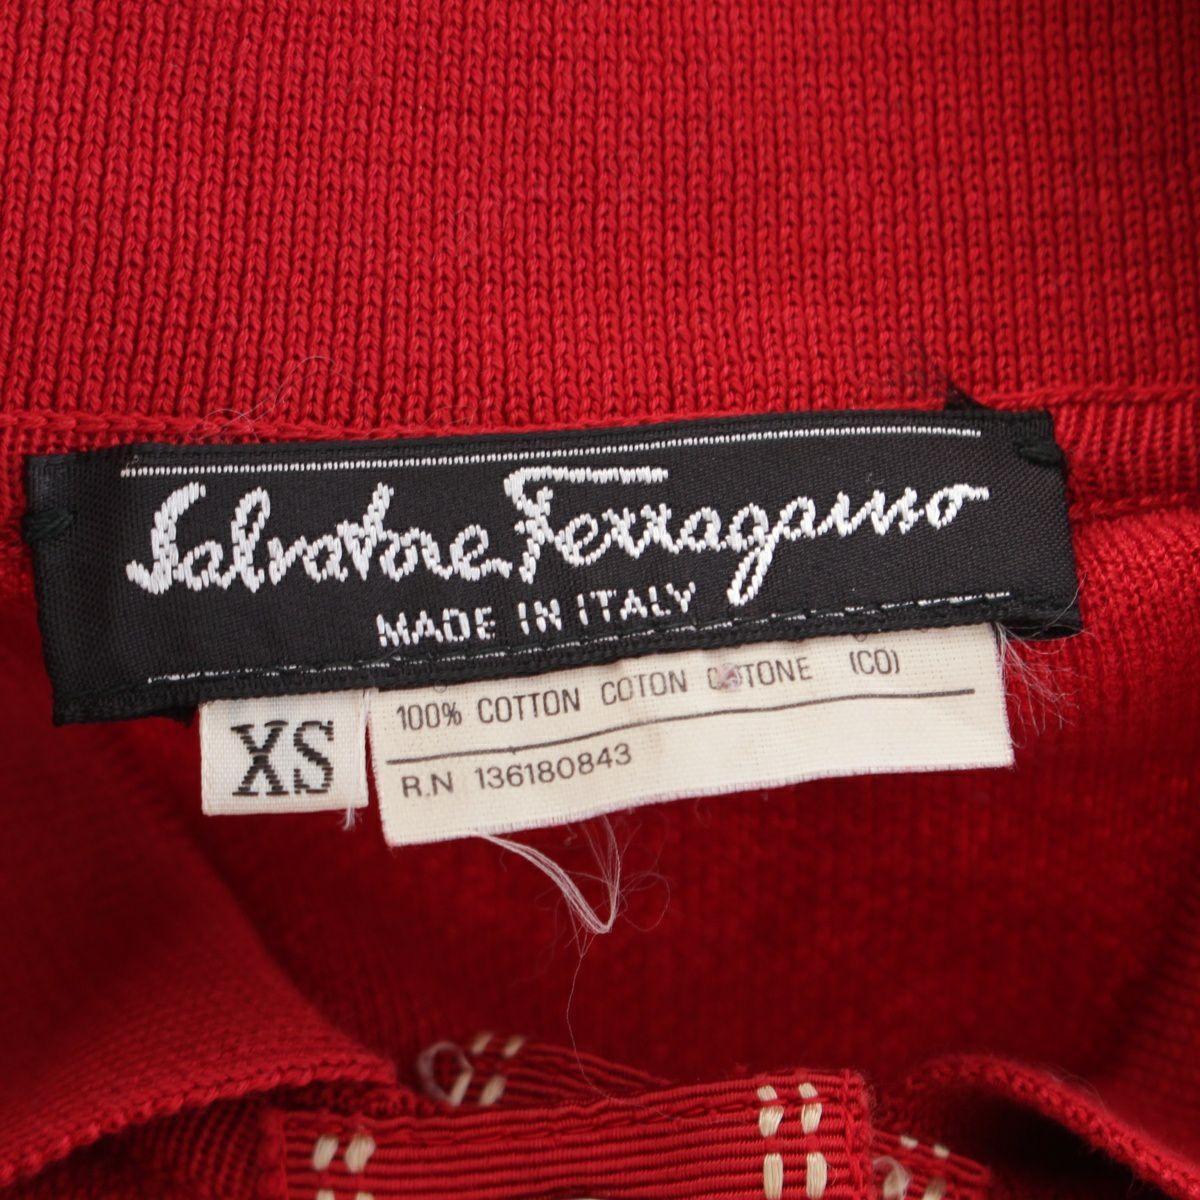 Salvatore Ferragamo
MADE IN ITALY
XS
100% COTTON COTON COTONE (CO)
R.N 136180843